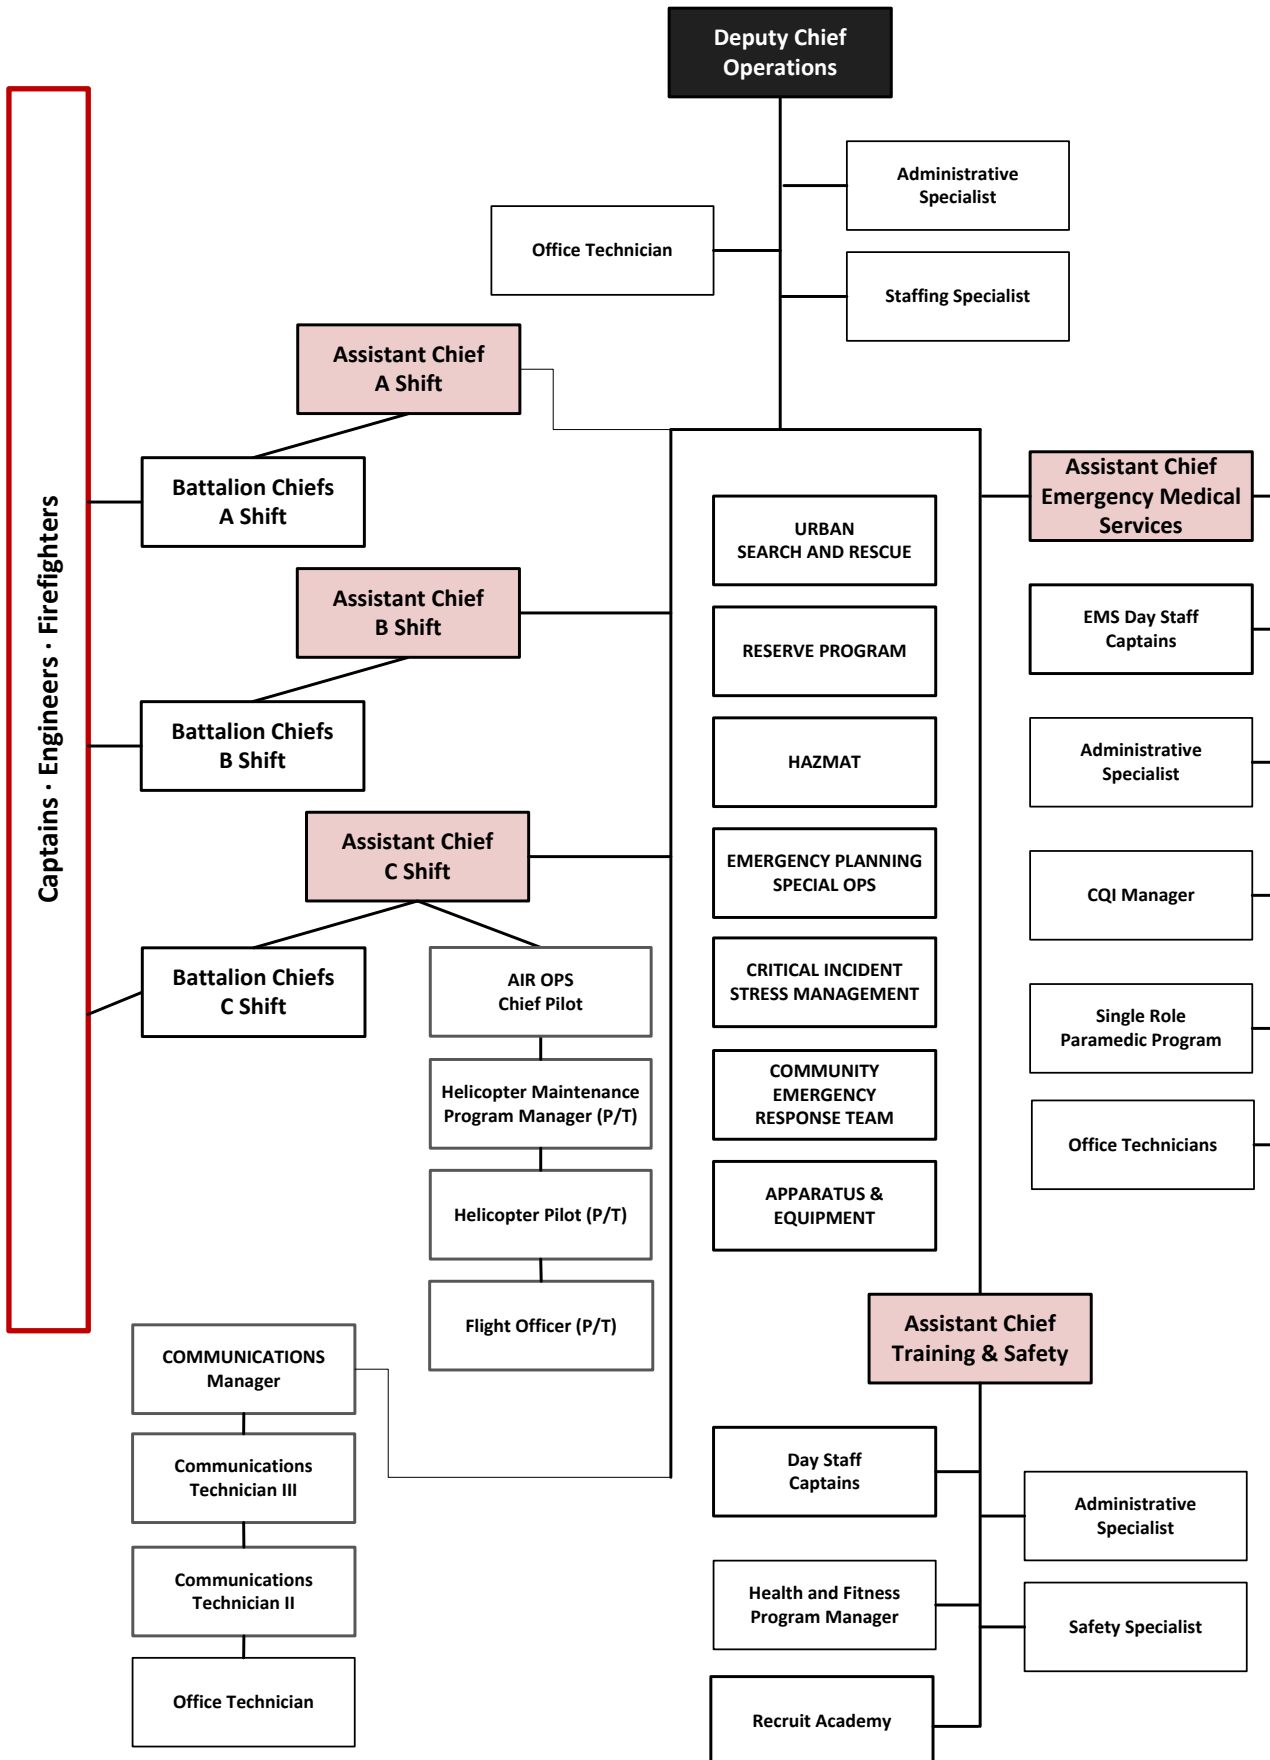 Deputy Chief
Operations
Administrative
Specialist
Office Technician
Staffing Specialist
Captains · Engineers · Firefighters
Assistant Chief
A Shift
Battalion Chiefs
A Shift
Assistant Chief
B Shift
Battalion Chiefs
B Shift
Assistant Chief
C Shift
Battalion Chiefs
C Shift
AIR OPS
Chief Pilot
Helicopter Maintenance
Program Manager (P/T)
Helicopter Pilot (P/T)
Flight Officer (P/T)
COMMUNICATIONS
Manager
Communications
Technician III
Communications
Technician II
Office Technician
URBAN
SEARCH AND RESCUE
RESERVE PROGRAM
HAZMAT
EMERGENCY PLANNING
SPECIAL OPS
CRITICAL INCIDENT
STRESS MANAGEMENT
COMMUNITY
EMERGENCY
RESPONSE TEAM
APPARATUS &
EQUIPMENT
Assistant Chief
Emergency Medical
Services
EMS Day Staff
Captains
Administrative
Specialist
CQI Manager
Single Role
Paramedic Program
Office Technicians
Assistant Chief
Training & Safety
Day Staff
Captains
Administrative
Specialist
Health and Fitness
Program Manager
Safety Specialist
Recruit Academy